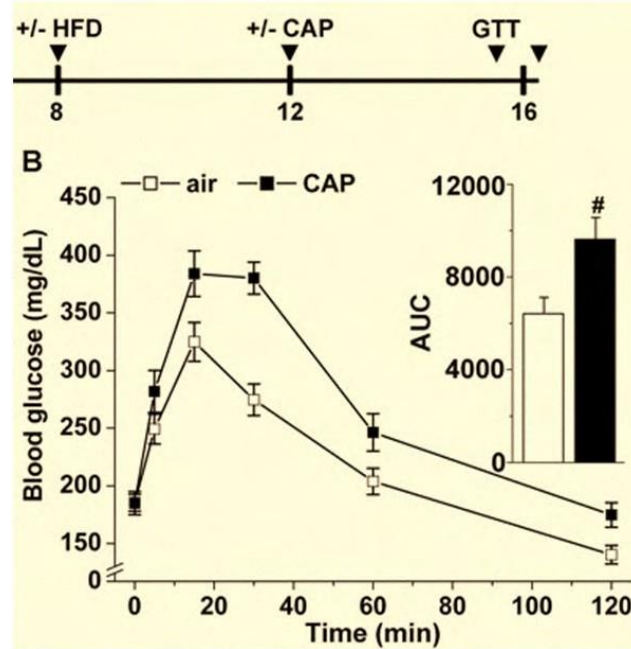 +/- HFD +/- CAP GTT
8 12 16
B
air CAP
Blood glucose (mg/dL)
450
400
350
300
250
200
150
0
0 20 40 60 80 100 120
Time (min)
AUC
12000
8000
4000
0
#